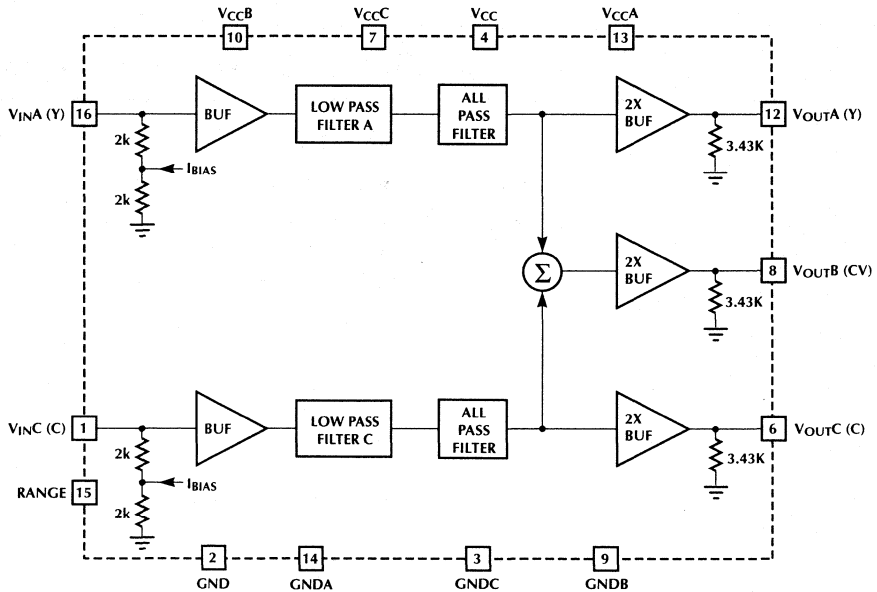 VCCB VCCC VCC VCCA
10 7 4 13
VINA (Y) 16
BUF
LOW PASS
FILTER A
ALL
PASS
FILTER
2X
BUF
12 VOUTA (Y)
2k
IBIAS
2k
3.43K
Σ
2X
BUF
8 VOUTB (CV)
3.43K
VINC (C) 1
BUF
LOW PASS
FILTER C
ALL
PASS
FILTER
2X
BUF
6 VOUTC (C)
2k
IBIAS
2k
3.43K
RANGE 15
2 14 3 9
GND GNDA GNDC GNDB